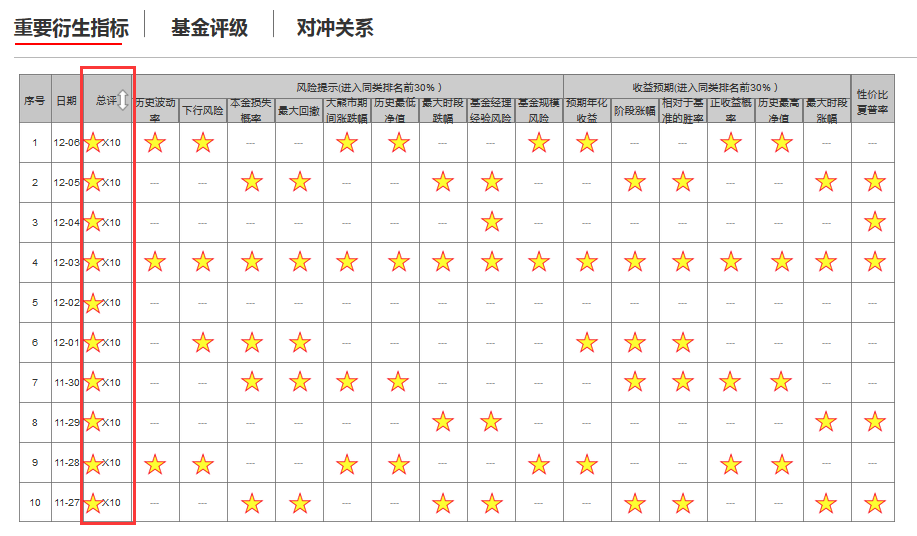 重要衍生指标 基金评级 对冲关系
序号 日期 总评 风险提示(进入同类排名前30% ) 收益预期(进入同类排名前30% ) 性价比
历史波动率 下行风险 本金损失概率 最大回撤 大熊市期间涨跌幅 历史最低净值 最大时段跌幅 基金经理经验风险 基金规模风险 预期年化收益 阶段涨幅 相对于基准的胜率 正收益概率 历史最高净值 最大时段涨幅 夏普率
1 12-06 ★X10 ★ ★ --- --- ★ ★ --- --- ★ ★ --- --- ★ ★ --- ---
2 12-05 ★X10 --- --- ★ ★ --- --- ★ ★ --- --- ★ ★ --- --- ★ ★
3 12-04 ★X10 --- --- --- --- --- --- --- ★ --- --- --- --- --- --- --- ★
4 12-03 ★X10 ★ ★ ★ ★ ★ ★ ★ ★ ★ ★ ★ ★ ★ ★ ★ ★
5 12-02 ★X10 --- --- --- --- --- --- --- --- --- --- --- --- --- --- --- ---
6 12-01 ★X10 --- ★ ★ ★ --- --- --- --- --- ★ ★ ★ --- --- --- ---
7 11-30 ★X10 --- --- ★ ★ ★ ★ --- --- --- --- ★ ★ ★ ★ --- ---
8 11-29 ★X10 --- --- --- --- --- --- ★ ★ --- --- --- --- --- --- ★ ★
9 11-28 ★X10 ★ ★ --- --- ★ ★ --- --- ★ ★ --- --- ★ ★ --- ---
10 11-27 ★X10 --- --- ★ ★ --- --- ★ ★ --- --- ★ ★ --- --- ★ ★